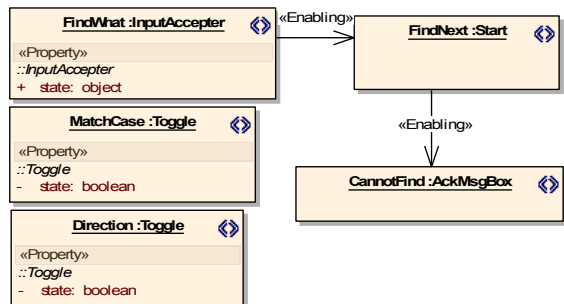 FindWhat :InputAccepter
«Property»
::InputAccepter
+ state: object
«Enabling»
FindNext :Start
«Enabling»
CannotFind :AckMsgBox
MatchCase :Toggle
«Property»
::Toggle
- state: boolean
Direction :Toggle
«Property»
::Toggle
- state: boolean